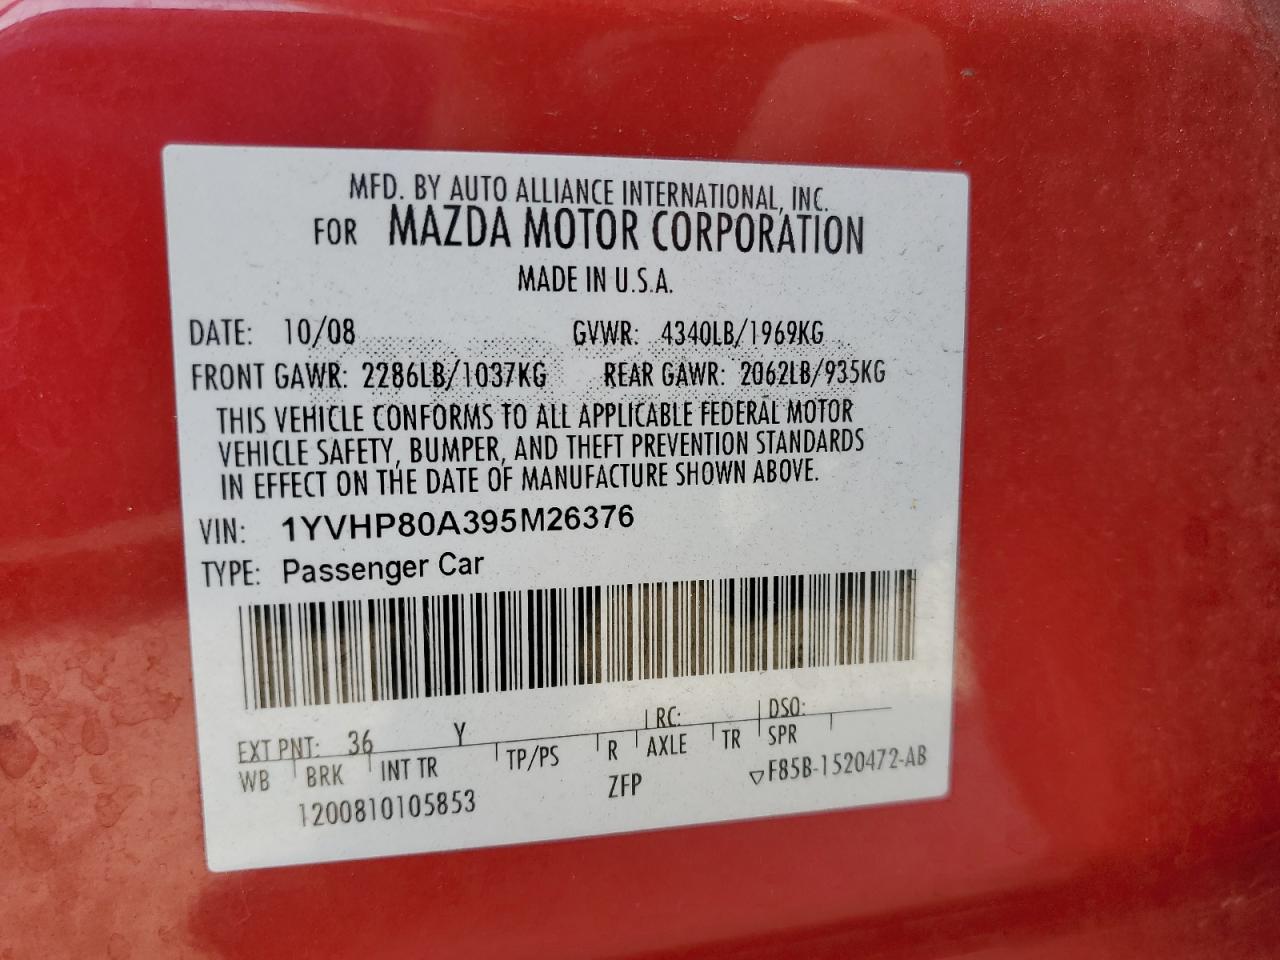 MFD. BY AUTO ALLIANCE INTERNATIONAL, INC.
FOR MAZDA MOTOR CORPORATION
MADE IN U.S.A.
DATE: 10/08 GVWR: 4340LB/1969KG
FRONT GAWR: 2286LB/1037KG REAR GAWR: 2062LB/935KG
THIS VEHICLE CONFORMS TO ALL APPLICABLE FEDERAL MOTOR
VEHICLE SAFETY, BUMPER, AND THEFT PREVENTION STANDARDS
IN EFFECT ON THE DATE OF MANUFACTURE SHOWN ABOVE.
VIN: 1YVHP80A395M26376
TYPE: Passenger Car
EXT PNT: 36 Y RC: DSO:
WB BRK INT TR TP/PS R AXLE TR SPR
1200810105853 ZFP F85B-1520472-AB